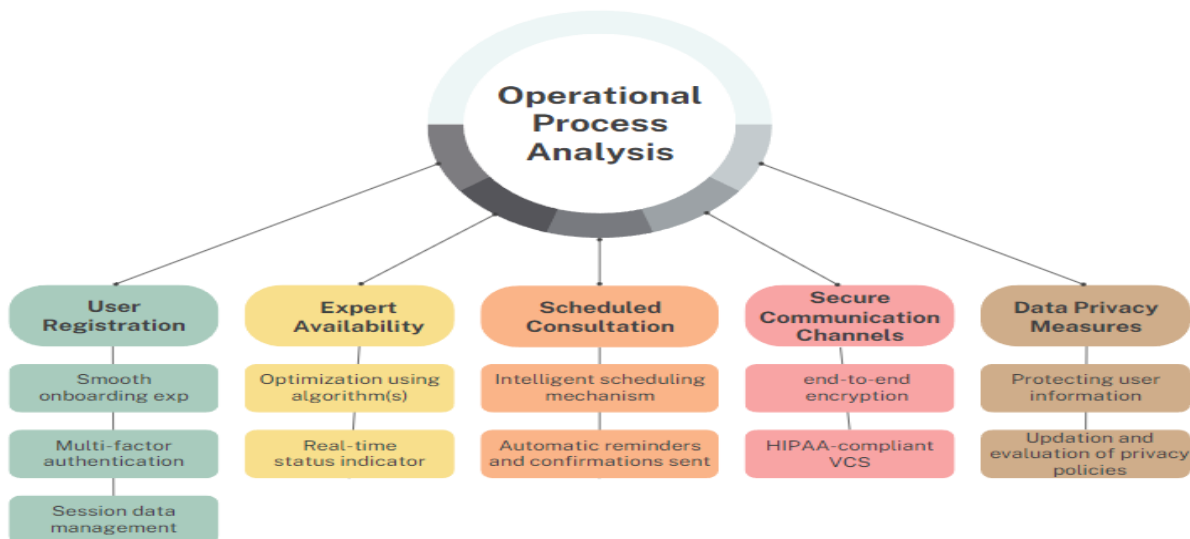 Operational
Process
Analysis
User
Registration
Smooth
onboarding exp
Multi-factor
authentication
Session data
management
Expert
Availability
Optimization using
algorithm(s)
Real-time
status indicator
Scheduled
Consultation
Intelligent scheduling
mechanism
Automatic reminders
and confirmations sent
Secure
Communication
Channels
end-to-end
encryption
HIPAA-compliant
VCS
Data Privacy
Measures
Protecting user
information
Updation and
evaluation of privacy
policies